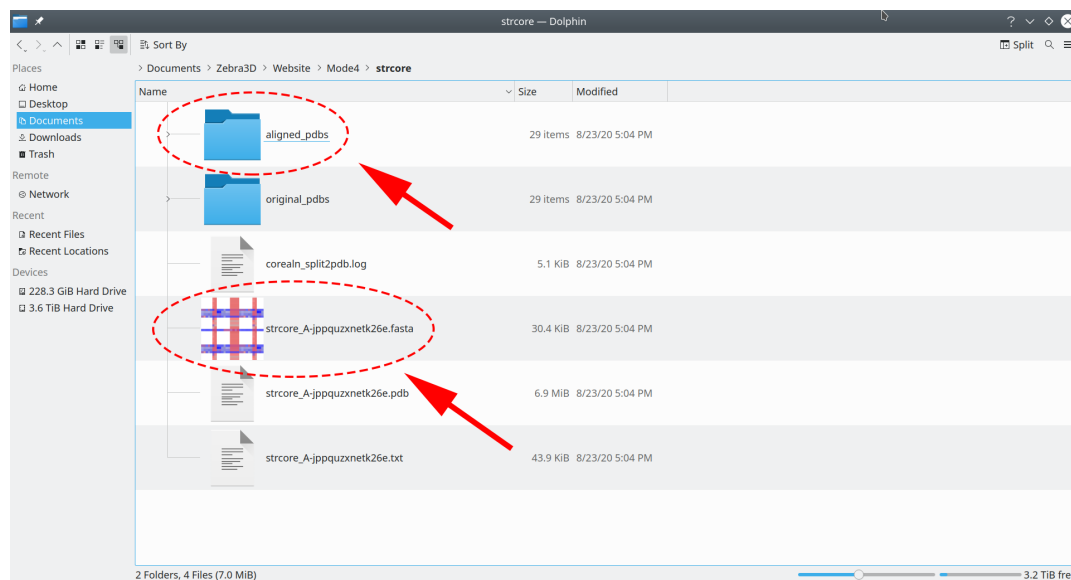 strcore — Dolphin
Sort By
Split
Places
> Documents > Zebra3D > Website > Mode4 > strcore
Home
Name
Size
Modified
Desktop
Documents
Downloads
Trash
Remote
Network
Recent
Recent Files
Recent Locations
Devices
228.3 GiB Hard Drive
3.6 TiB Hard Drive
aligned_pdbs
29 items
8/23/20 5:04 PM
original_pdbs
29 items
8/23/20 5:04 PM
corealn_split2pdb.log
5.1 KiB
8/23/20 5:04 PM
strcore_A-jppquzxnetk26e.fasta
30.4 KiB
8/23/20 5:04 PM
strcore_A-jppquzxnetk26e.pdb
6.9 MiB
8/23/20 5:04 PM
strcore_A-jppquzxnetk26e.txt
43.9 KiB
8/23/20 5:04 PM
2 Folders, 4 Files (7.0 MiB)
3.2 TiB fre